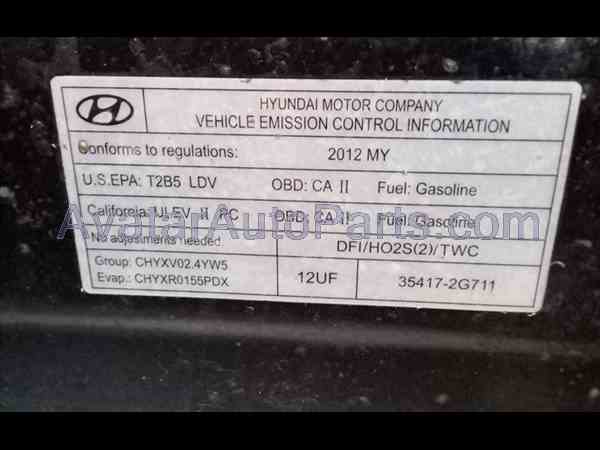 HYUNDAI MOTOR COMPANY
VEHICLE EMISSION CONTROL INFORMATION
Conforms to regulations: 2012 MY
U.S.EPA: T2B5 LDV OBD: CA II Fuel: Gasoline
California: ULEV II PC OBD: CA II Fuel: Gasoline
AvatarAutoParts.com
No adjustments needed. DFI/HO2S(2)/TWC
Group: CHYXV02.4YW5
Evap.: CHYXR0155PDX
12UF 35417-2G711